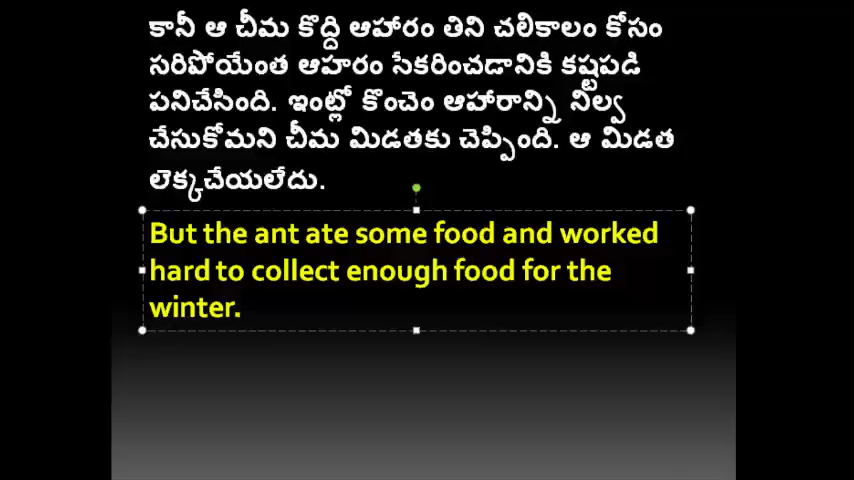 కానీ ఆ చీమ కొద్ది ఆహారం తిని చలికాలం కోసం
సరిపోయేంత ఆహరం సేకరించడానికి కష్టపడి
పనిచేసింది. ఇంట్లో కొంచెం ఆహారాన్ని నిల్వ
చేసుకోమని చీమ మిడతకు చెప్పింది. ఆ మిడత
లెక్కచేయలేదు.
But the ant ate some food and worked
hard to collect enough food for the
winter.